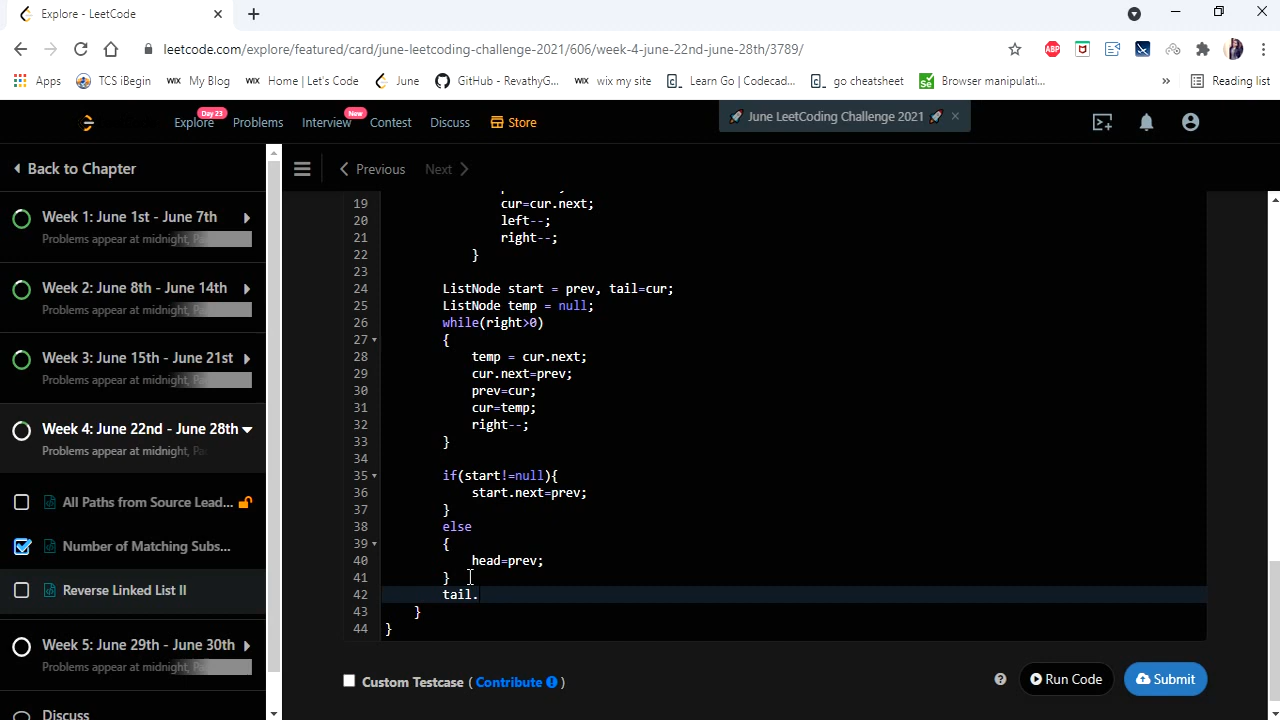 Explore - LeetCode
leetcode.com/explore/featured/card/june-leetcoding-challenge-2021/606/week-4-june-22nd-june-28th/3789/
Apps TCS iBegin WIX My Blog WIX Home | Let's Code June GitHub - RevathyG... WIX wix my site Learn Go | Codecad... go cheatsheet Browser manipulati... » Reading list
Explore Day 23 Problems Interview New Contest Discuss Store June LeetCoding Challenge 2021 ×
Back to Chapter
Previous Next
Week 1: June 1st - June 7th
Problems appear at midnight,
Week 2: June 8th - June 14th
Problems appear at midnight,
Week 3: June 15th - June 21st
Problems appear at midnight,
Week 4: June 22nd - June 28th
Problems appear at midnight,
All Paths from Source Lead...
Number of Matching Subs...
Reverse Linked List II
Week 5: June 29th - June 30th
Problems appear at midnight,
Discuss
19 cur=cur.next;
20 left--;
21 right--;
22 }
23
24 ListNode start = prev, tail=cur;
25 ListNode temp = null;
26 while(right>0)
27 {
28 temp = cur.next;
29 cur.next=prev;
30 prev=cur;
31 cur=temp;
32 right--;
33 }
34
35 if(start!=null){
36 start.next=prev;
37 }
38 else
39 {
40 head=prev;
41 }
42 tail.
43 }
44 }
Custom Testcase ( Contribute )
? Run Code Submit